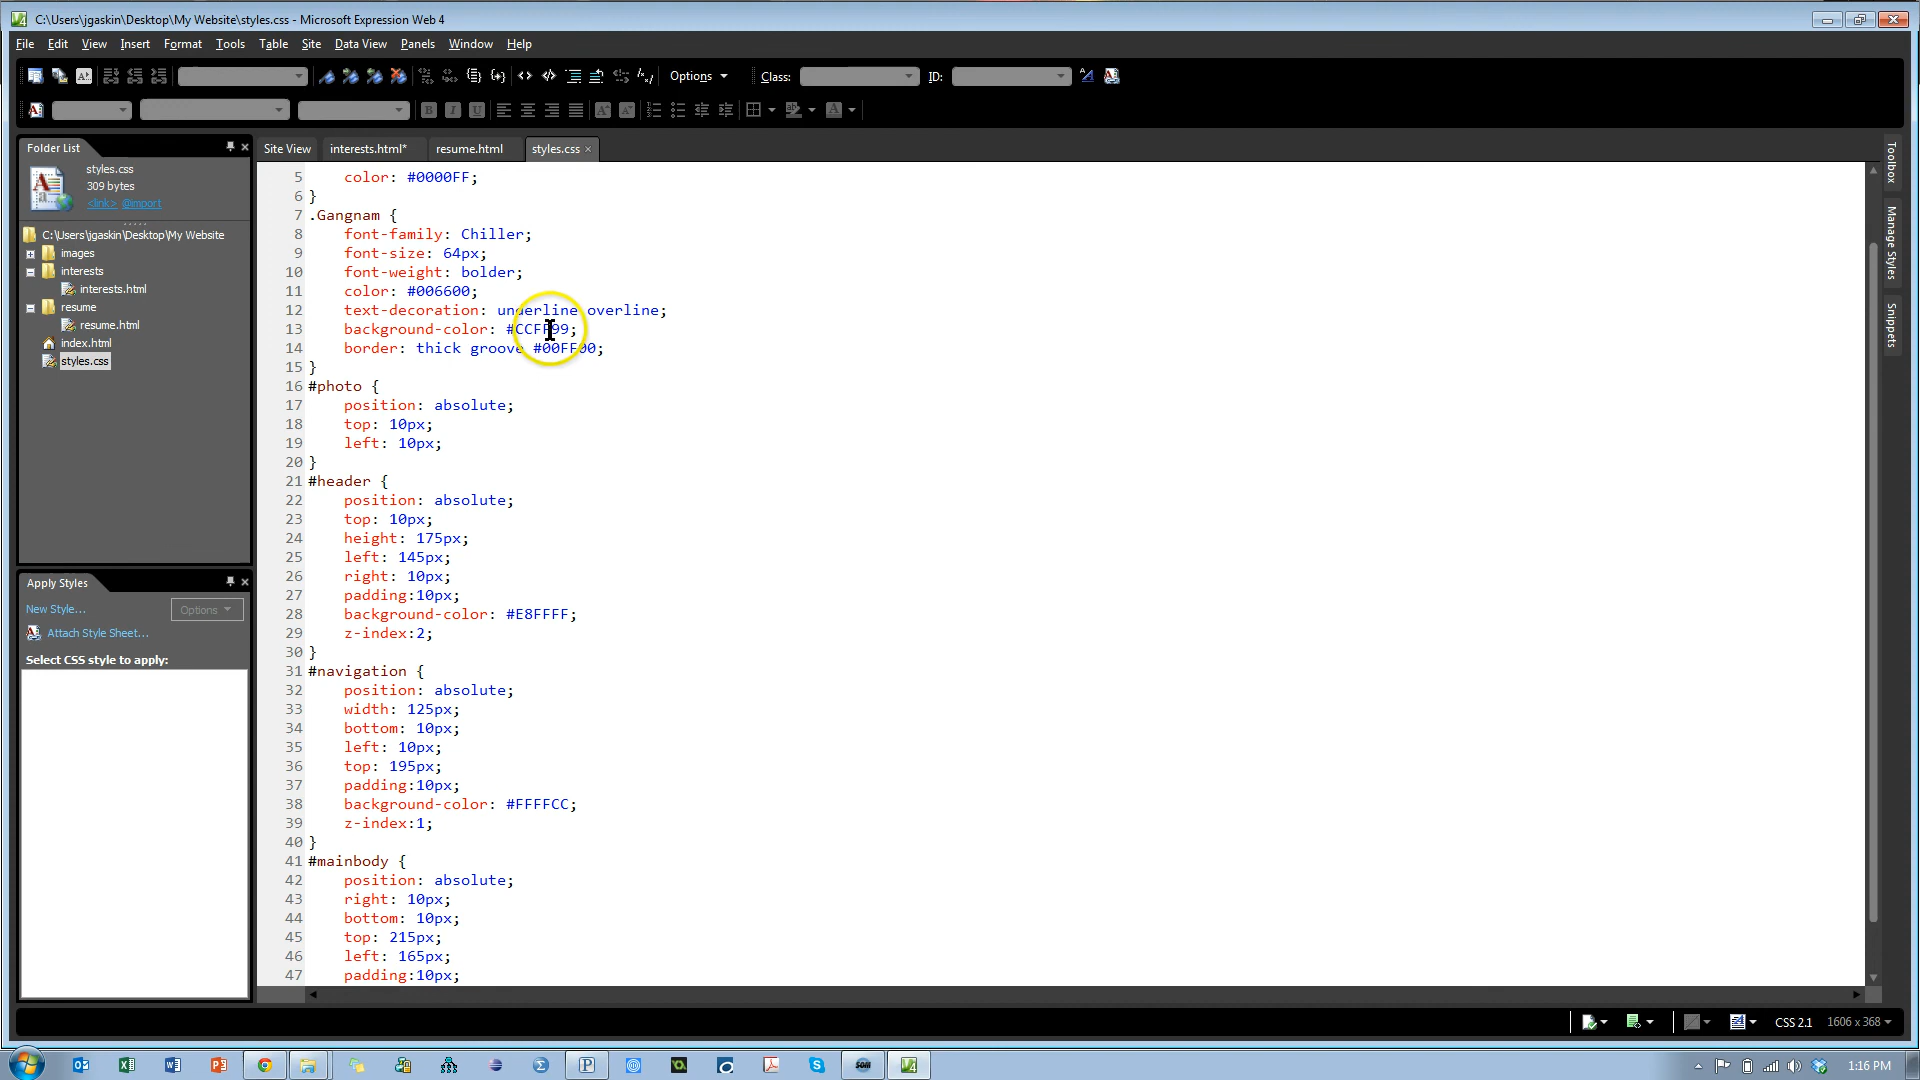 C:\Users\jgaskin\Desktop\My Website\styles.css - Microsoft Expression Web 4
File Edit View Insert Format Tools Table Site Data View Panels Window Help
Options Class: ID:
B I U
Folder List
styles.css
309 bytes
<link> @import
C:\Users\jgaskin\Desktop\My Website
images
interests
interests.html
resume
resume.html
index.html
styles.css
Apply Styles
New Style...
Options
Attach Style Sheet...
Select CSS style to apply:
Site View interests.html* resume.html styles.css
5 color: #0000FF;
6 }
7 .Gangnam {
8 font-family: Chiller;
9 font-size: 64px;
10 font-weight: bolder;
11 color: #006600;
12 text-decoration: underline overline;
13 background-color: #CCFF99;
14 border: thick groove #00FF00;
15 }
16 #photo {
17 position: absolute;
18 top: 10px;
19 left: 10px;
20 }
21 #header {
22 position: absolute;
23 top: 10px;
24 height: 175px;
25 left: 145px;
26 right: 10px;
27 padding:10px;
28 background-color: #E8FFFF;
29 z-index:2;
30 }
31 #navigation {
32 position: absolute;
33 width: 125px;
34 bottom: 10px;
35 left: 10px;
36 top: 195px;
37 padding:10px;
38 background-color: #FFFFCC;
39 z-index:1;
40 }
41 #mainbody {
42 position: absolute;
43 right: 10px;
44 bottom: 10px;
45 top: 215px;
46 left: 165px;
47 padding:10px;
Toolbox
Manage Styles
Snippets
CSS 2.1 1606 x 368
1:16 PM